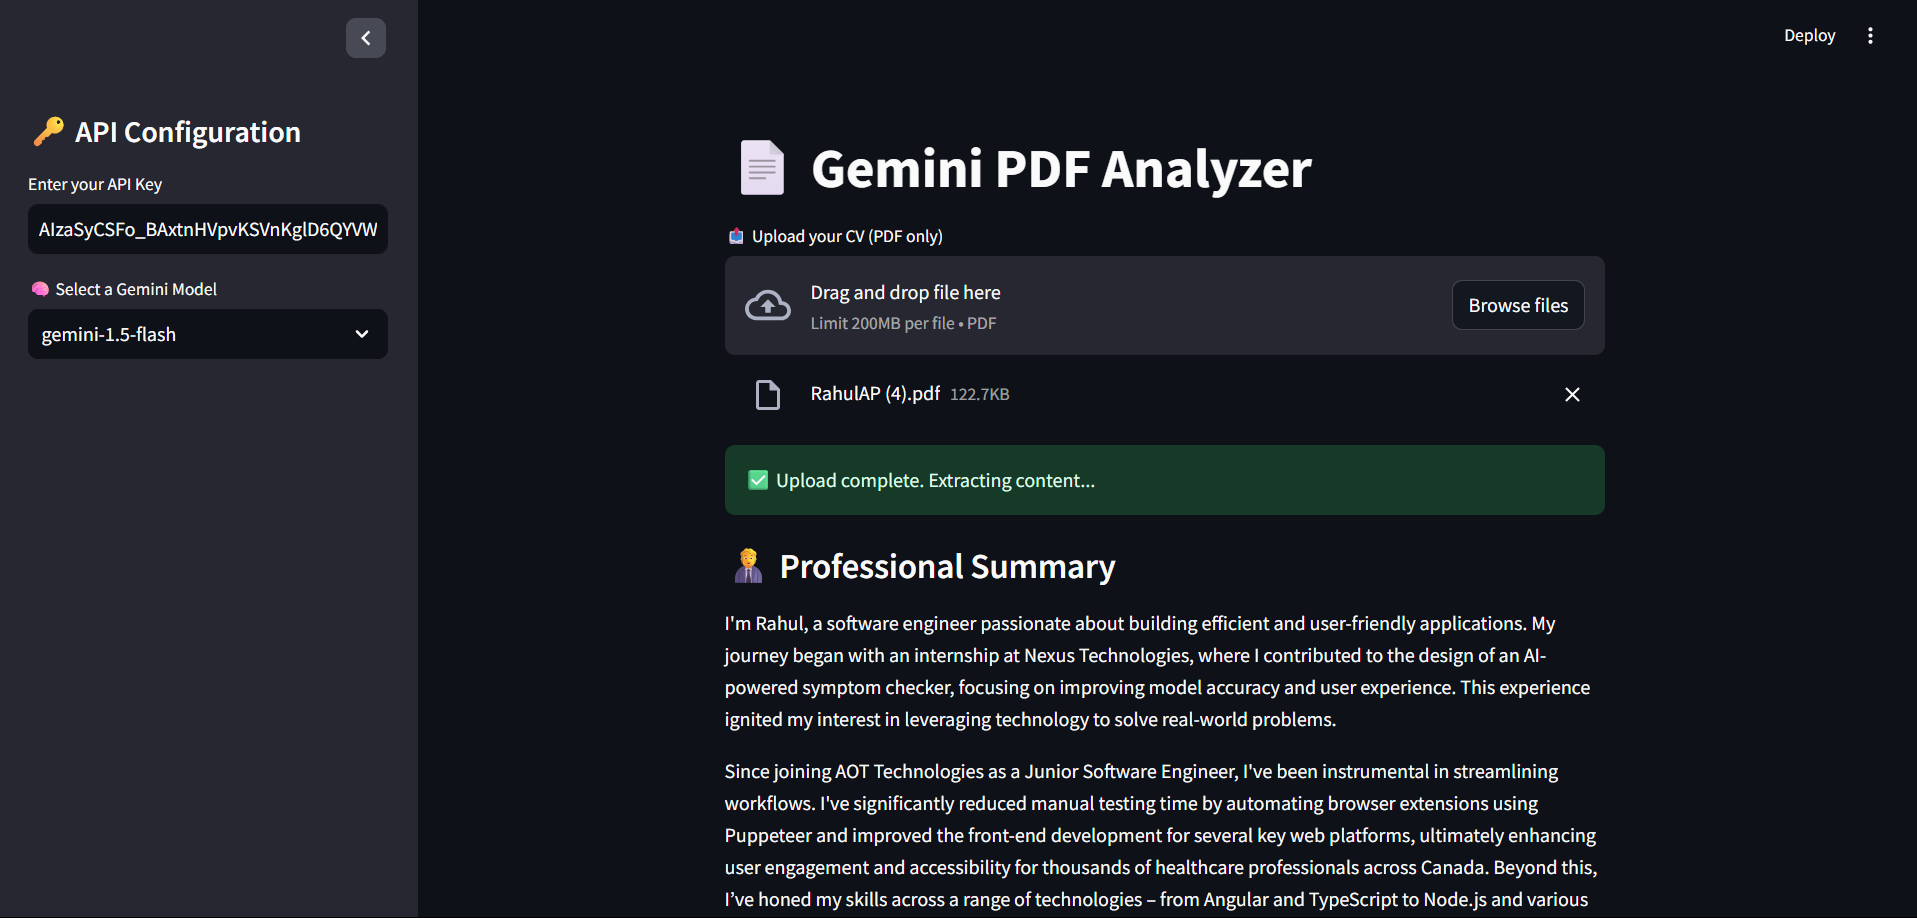 Deploy
API Configuration
Enter your API Key
AIzaSyCSFo_BAxtnHVpvKSVnKglD6QYVW
Select a Gemini Model
gemini-1.5-flash
Gemini PDF Analyzer
Upload your CV (PDF only)
Drag and drop file here
Limit 200MB per file • PDF
Browse files
RahulAP (4).pdf 122.7KB
Upload complete. Extracting content...
Professional Summary
I'm Rahul, a software engineer passionate about building efficient and user-friendly applications. My
journey began with an internship at Nexus Technologies, where I contributed to the design of an AI-
powered symptom checker, focusing on improving model accuracy and user experience. This experience
ignited my interest in leveraging technology to solve real-world problems.
Since joining AOT Technologies as a Junior Software Engineer, I've been instrumental in streamlining
workflows. I've significantly reduced manual testing time by automating browser extensions using
Puppeteer and improved the front-end development for several key web platforms, ultimately enhancing
user engagement and accessibility for thousands of healthcare professionals across Canada. Beyond this,
I’ve honed my skills across a range of technologies – from Angular and TypeScript to Node.js and various